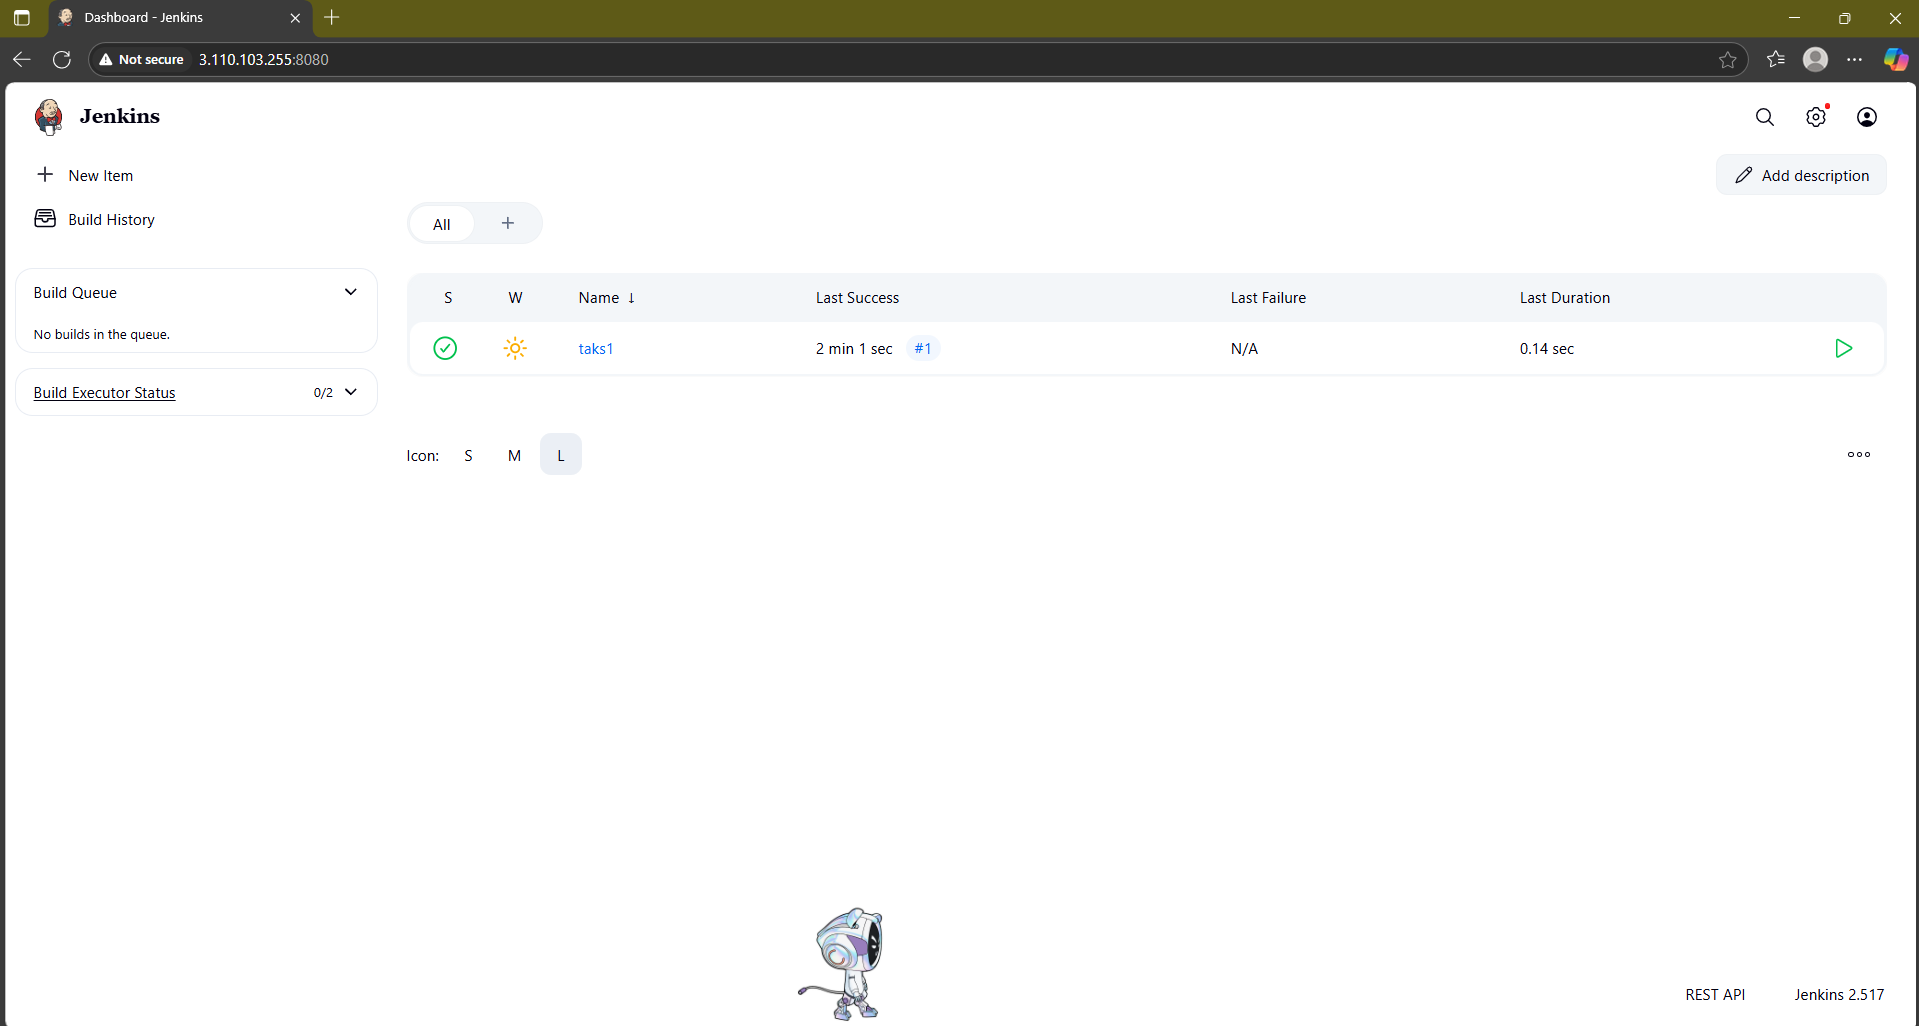 Dashboard - Jenkins
Not secure 3.110.103.255:8080
Jenkins
New Item
Add description
Build History
All
Build Queue
No builds in the queue.
Build Executor Status 0/2
S W Name ↓ Last Success Last Failure Last Duration
taks1 2 min 1 sec #1 N/A 0.14 sec
Icon: S M L
REST API Jenkins 2.517